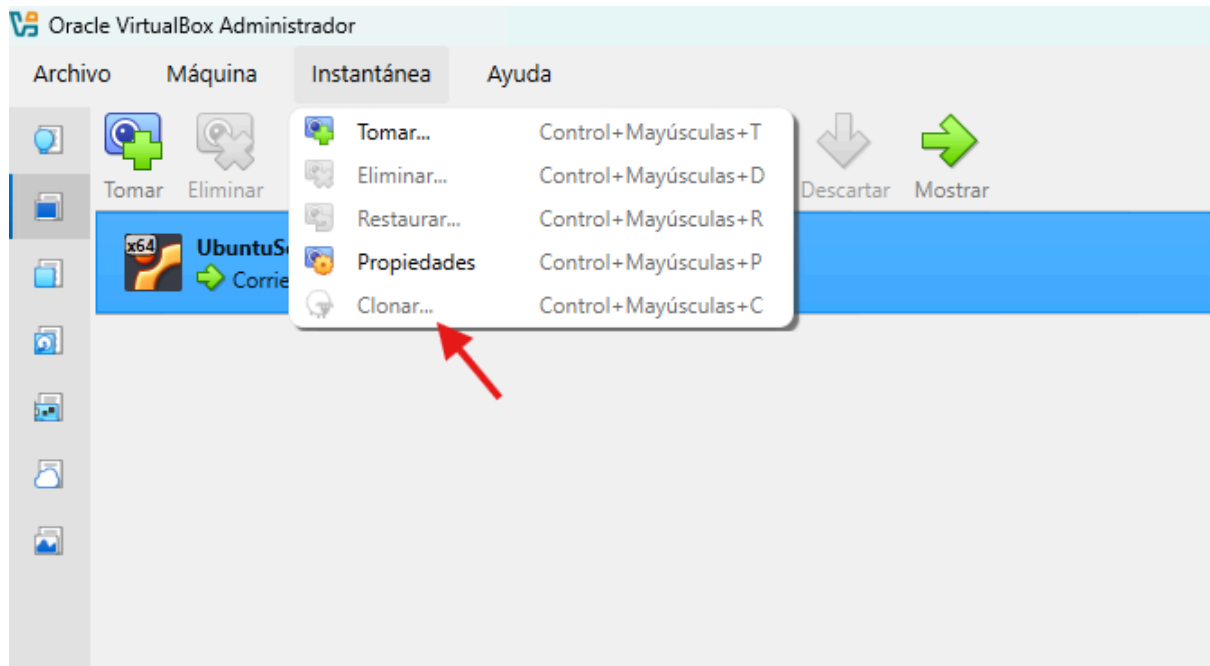 Oracle VirtualBox Administrador
Archivo Máquina Instantánea Ayuda
Tomar Eliminar Descartar Mostrar
Tomar... Control+Mayúsculas+T
Eliminar... Control+Mayúsculas+D
Restaurar... Control+Mayúsculas+R
Propiedades Control+Mayúsculas+P
Clonar... Control+Mayúsculas+C
x64
UbuntuS
Corrie